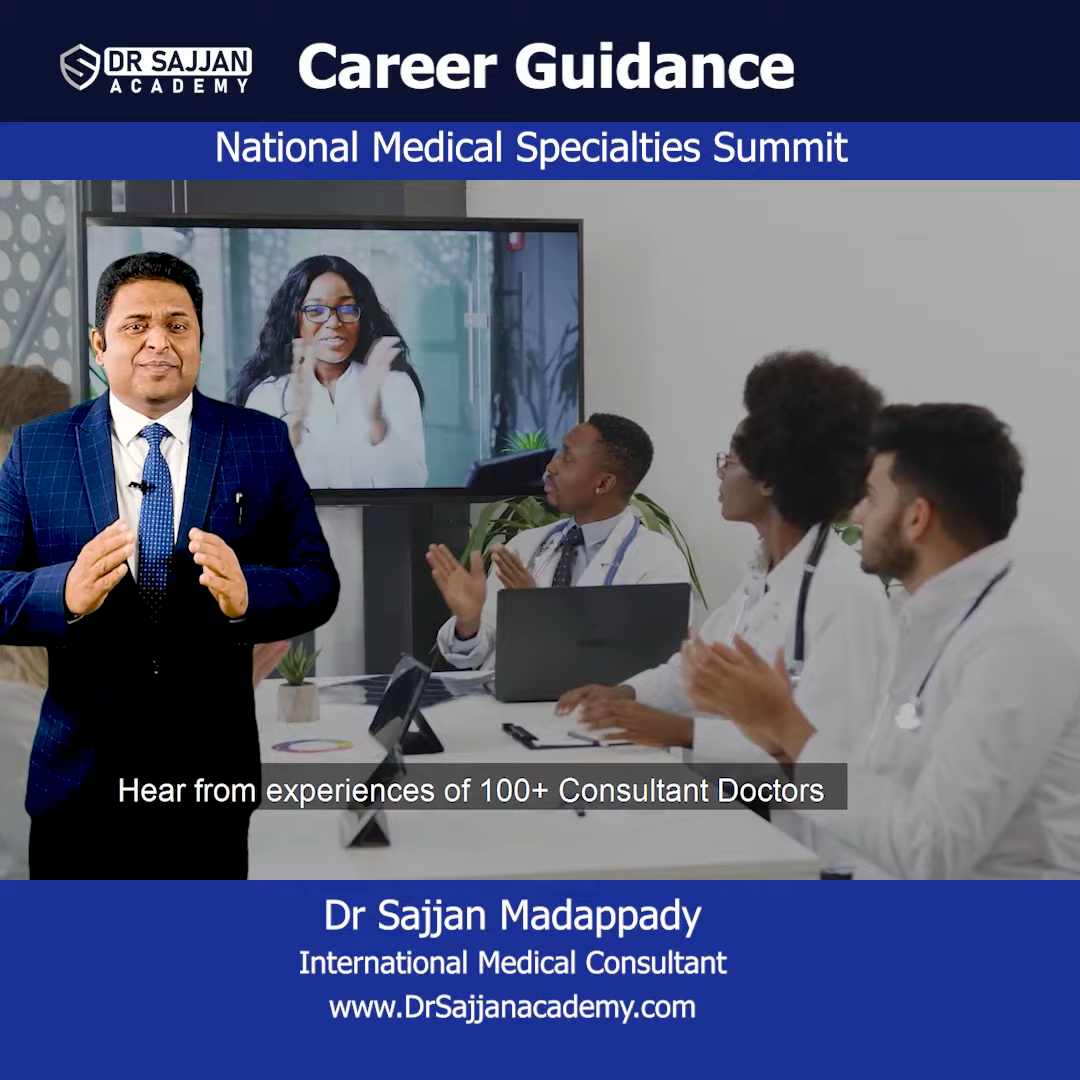 DR SAJJAN
ACADEMY
Career Guidance
National Medical Specialties Summit
Hear from experiences of 100+ Consultant Doctors
Dr Sajjan Madappady
International Medical Consultant
www.DrSajjanacademy.com